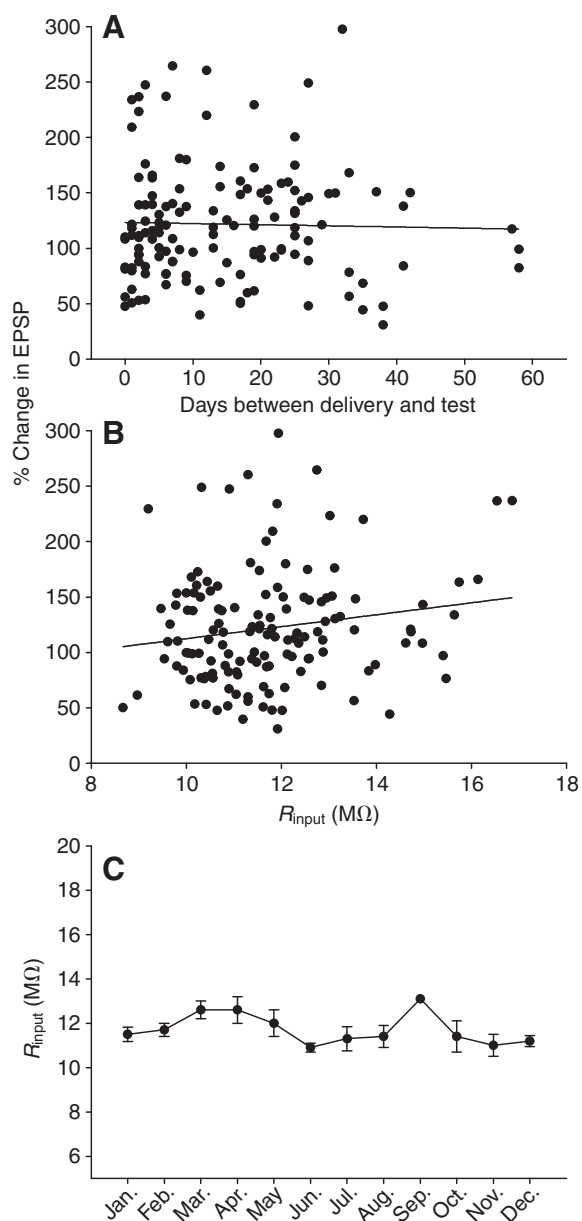 A
300
250
200
150
100
50
0
0 10 20 30 40 50 60
Days between delivery and test
% Change in EPSP
B
300
250
200
150
100
50
0
8 10 12 14 16 18
Rinput (MΩ)
C
20
18
16
14
12
10
8
6
Rinput (MΩ)
Jan. Feb. Mar. Apr. May Jun. Jul. Aug. Sep. Oct. Nov. Dec.